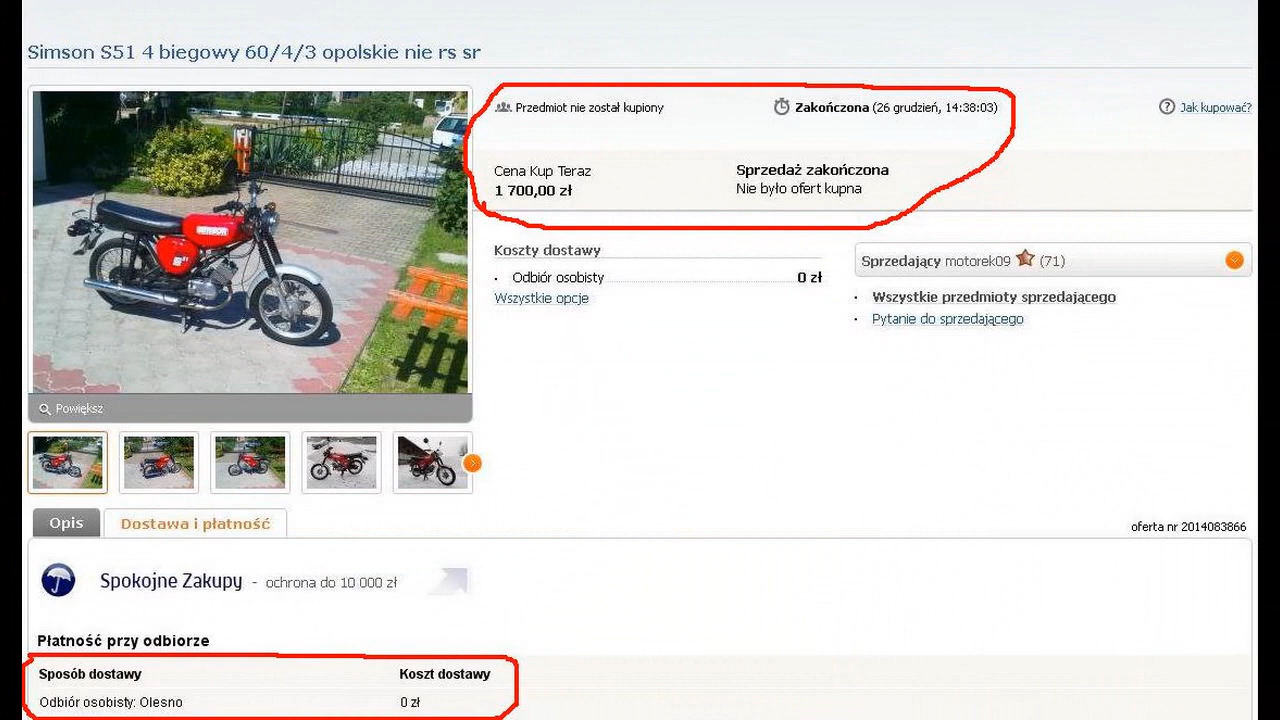 Simson S51 4 biegowy 60/4/3 opolskie nie rs sr
Przedmiot nie został kupiony
Zakończona (26 grudzień, 14:38:03)
Jak kupować?
Cena Kup Teraz
1 700,00 zł
Sprzedaż zakończona
Nie było ofert kupna
SIMSON
Koszty dostawy
Odbiór osobisty 0 zł
Wszystkie opcje
Sprzedający motorek09 (71)
Wszystkie przedmioty sprzedającego
Pytanie do sprzedającego
Powiększ
Opis
Dostawa i płatność
oferta nr 2014083866
Spokojne Zakupy - ochrona do 10 000 zł
Płatność przy odbiorze
Sposób dostawy Koszt dostawy
Odbiór osobisty: Olesno 0 zł